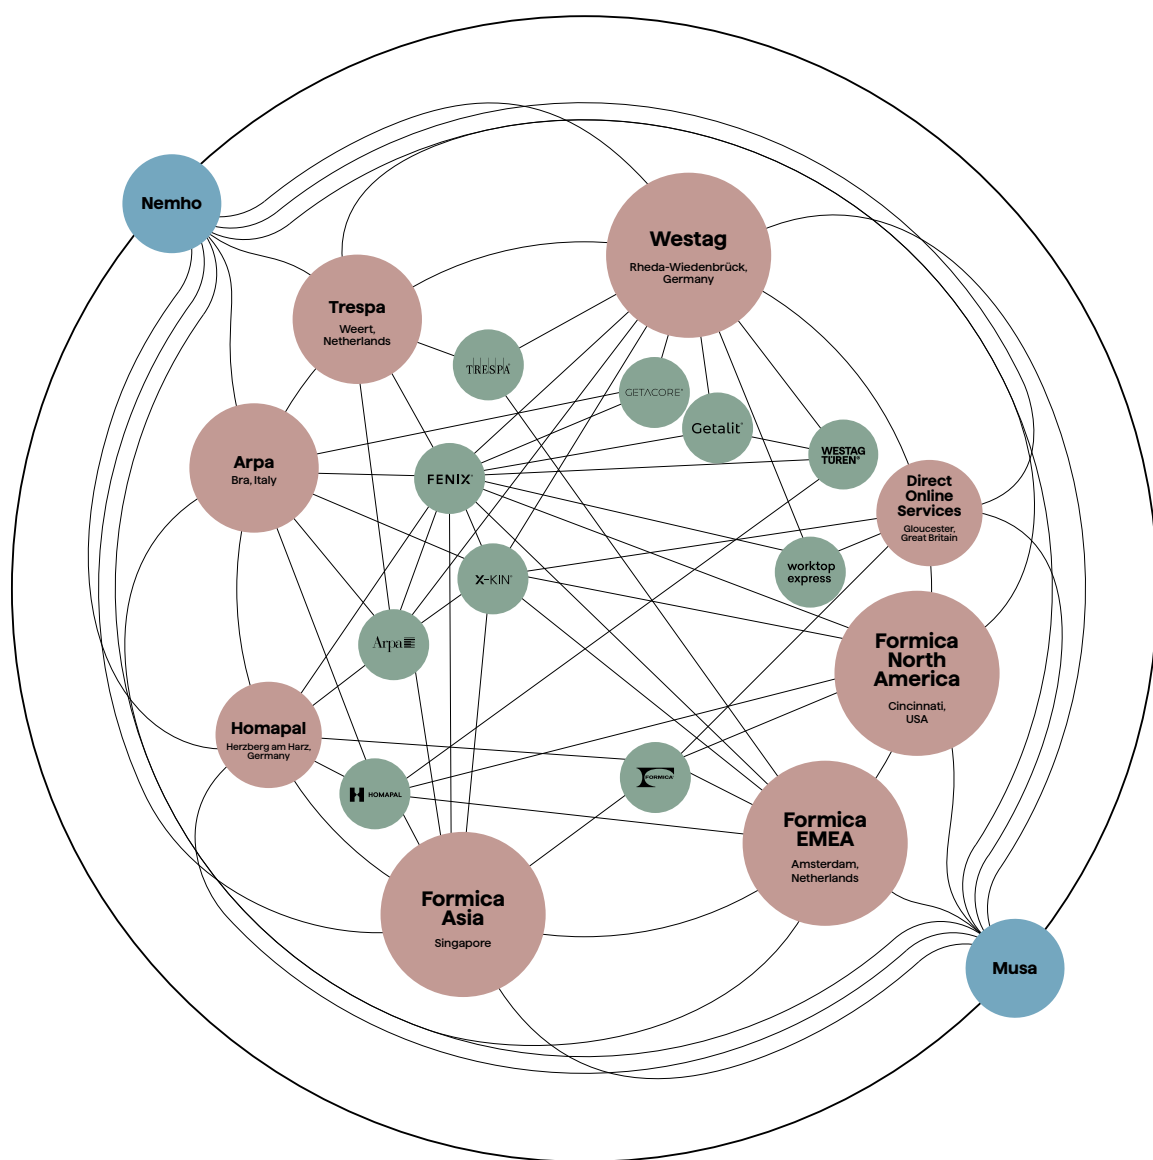 Nemho
Westag
Rheda-Wiedenbrück,
Germany
Trespa
Weert,
Netherlands
TRESPA®
GETACORE®
Getalit®
WESTAG
TÜREN®
Arpa
Bra, Italy
FENIX®
Direct
Online
Services
Gloucester,
Great Britain
X-KIN®
worktop
express®
Arpa
Formica
North
America
Cincinnati,
USA
Homapal
Herzberg am Harz,
Germany
HOMAPAL
FORMICA®
Formica
EMEA
Amsterdam,
Netherlands
Formica
Asia
Singapore
Musa